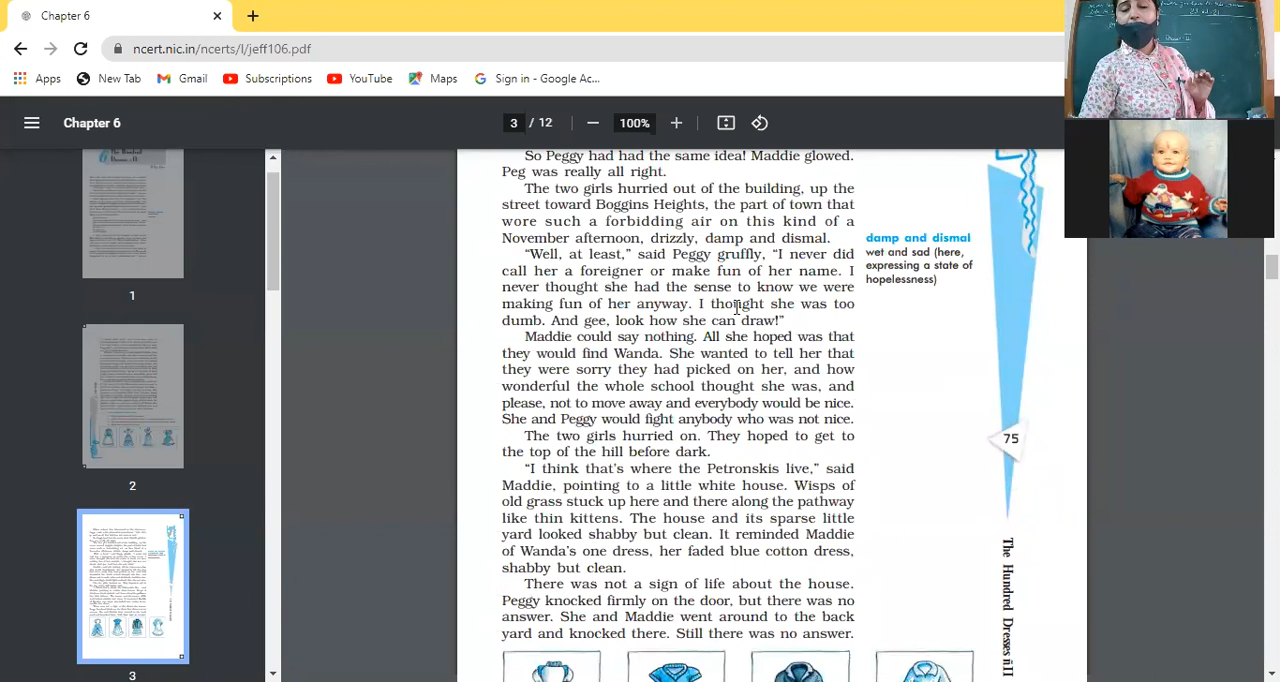 Chapter 6
ncert.nic.in/ncerts/l/jeff106.pdf
Apps
New Tab
Gmail
Subscriptions
YouTube
Maps
Sign in - Google Ac...
Chapter 6
3 / 12
100%
1
2
3
So Peggy had had the same idea! Maddie glowed.
Peg was really all right.
The two girls hurried out of the building, up the
street toward Boggins Heights, the part of town that
wore such a forbidding air on this kind of a
November afternoon, drizzly, damp and dismal.
“Well, at least,” said Peggy gruffly, “I never did
call her a foreigner or make fun of her name. I
never thought she had the sense to know we were
making fun of her anyway. I thought she was too
dumb. And gee, look how she can draw!”
Maddie could say nothing. All she hoped was that
they would find Wanda. She wanted to tell her that
they were sorry they had picked on her, and how
wonderful the whole school thought she was, and
please, not to move away and everybody would be nice.
She and Peggy would fight anybody who was not nice.
The two girls hurried on. They hoped to get to
the top of the hill before dark.
“I think that's where the Petronskis live,” said
Maddie, pointing to a little white house. Wisps of
old grass stuck up here and there along the pathway
like thin kittens. The house and its sparse little
yard looked shabby but clean. It reminded Maddie
of Wanda's one dress, her faded blue cotton dress,
shabby but clean.
There was not a sign of life about the house.
Peggy knocked firmly on the door, but there was no
answer. She and Maddie went around to the back
yard and knocked there. Still there was no answer.
damp and dismal
wet and sad (here,
expressing a state of
hopelessness)
75
The Hundred Dresses ñ II